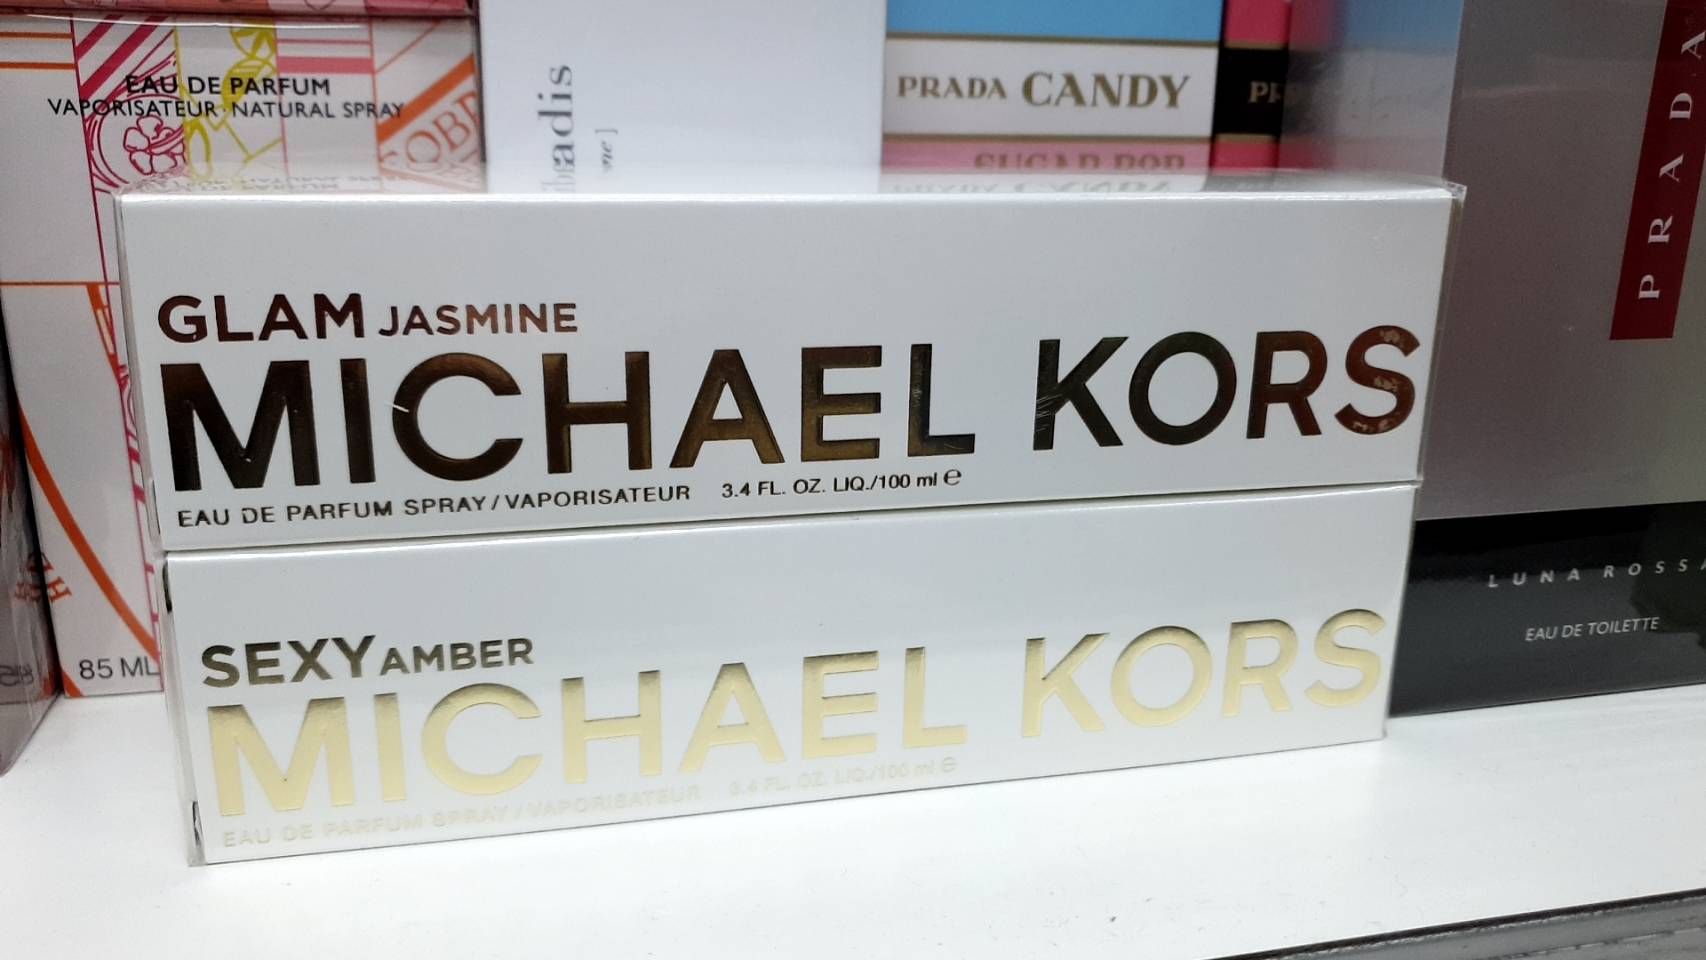 EAU DE PARFUM
VAPORISATEUR · NATURAL SPRAY
85 ML
PRADA CANDY
SUGAR POP
GLAM JASMINE
MICHAEL KORS
EAU DE PARFUM SPRAY / VAPORISATEUR 3.4 FL. OZ. LIQ./100 ml ℮
SEXY AMBER
MICHAEL KORS
EAU DE PARFUM SPRAY / VAPORISATEUR 3.4 FL. OZ. LIQ./100 ml ℮
PRADA
LUNA ROSSA
EAU DE TOILETTE